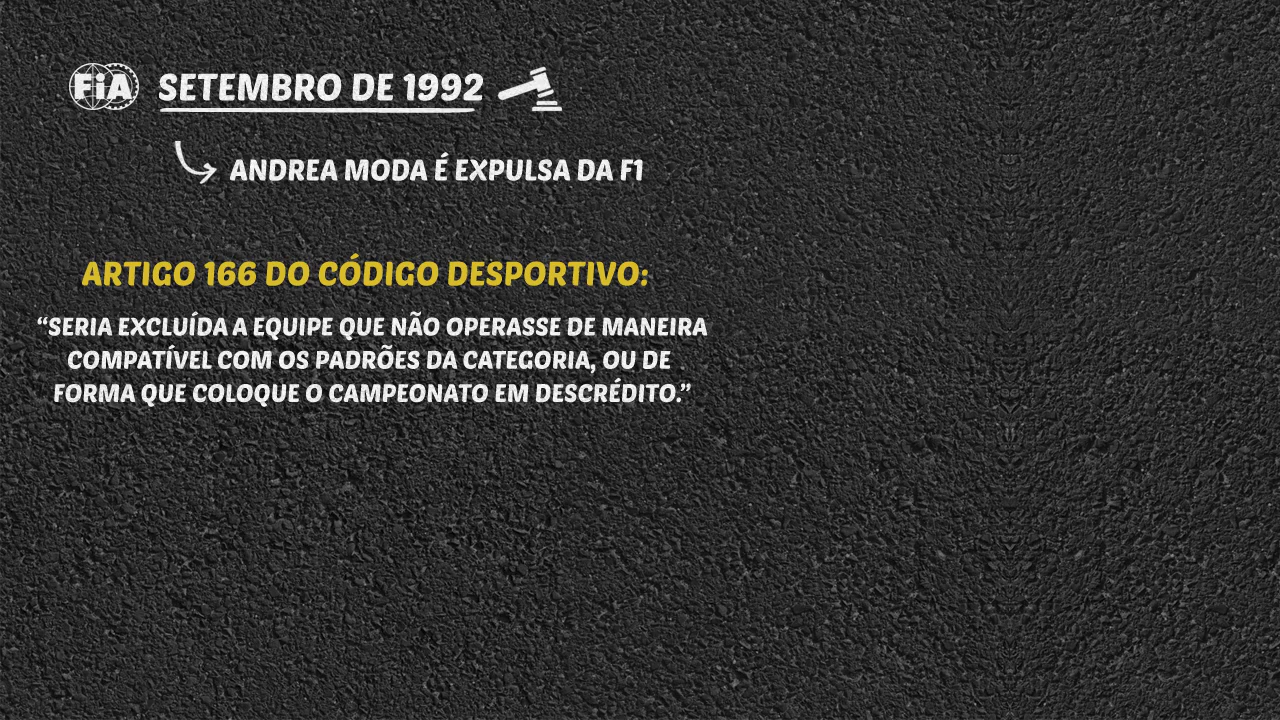 FiA SETEMBRO DE 1992
ANDREA MODA É EXPULSA DA F1
ARTIGO 166 DO CÓDIGO DESPORTIVO:
“SERIA EXCLUÍDA A EQUIPE QUE NÃO OPERASSE DE MANEIRA
COMPATÍVEL COM OS PADRÕES DA CATEGORIA, OU DE
FORMA QUE COLOQUE O CAMPEONATO EM DESCRÉDITO.”